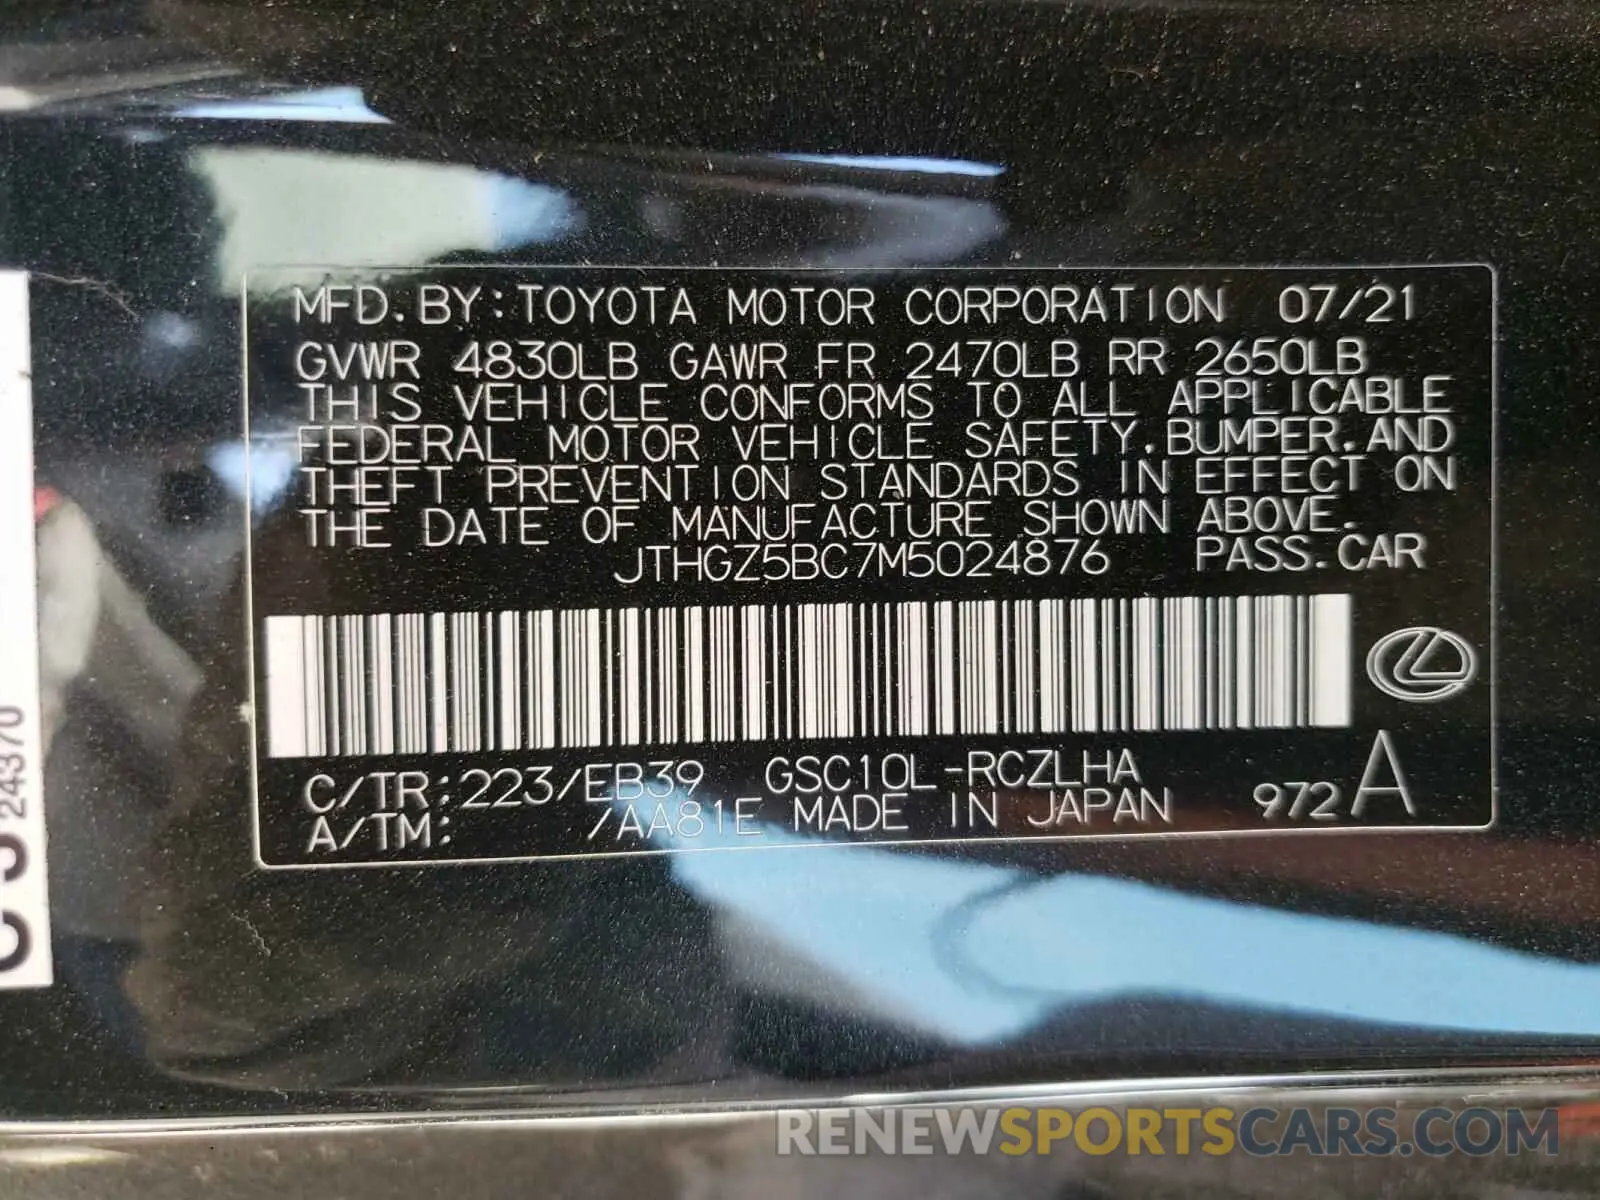 MFD. BY: TOYOTA MOTOR CORPORATION 07/21
GVWR 4830LB GAWR FR 2470LB RR 2650LB
THIS VEHICLE CONFORMS TO ALL APPLICABLE
FEDERAL MOTOR VEHICLE SAFETY, BUMPER, AND
THEFT PREVENTION STANDARDS IN EFFECT ON
THE DATE OF MANUFACTURE SHOWN ABOVE.
JTHGZ5BC7M5024876 PASS. CAR
C/TR: 223/EB39 GSC10L-RCZLHA
A/TM: /AA81E MADE IN JAPAN 972 A
24370
RENEWSPORTSCARS.COM